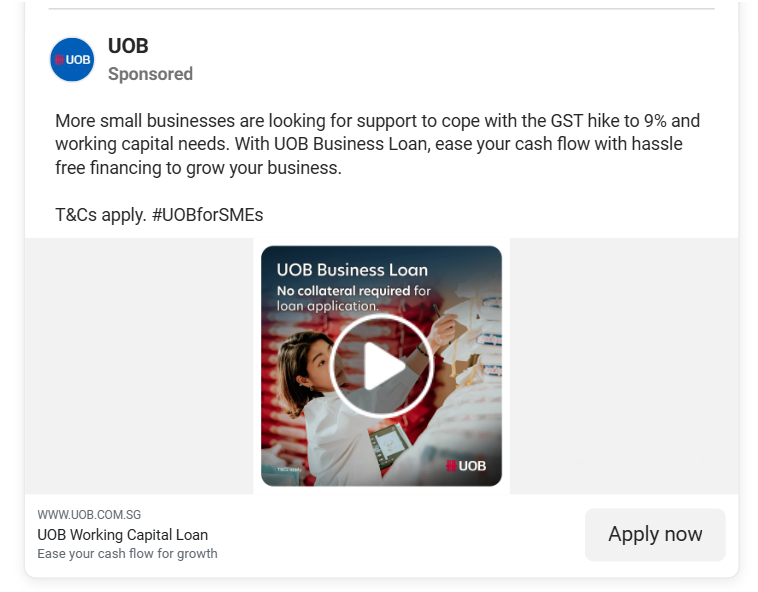 UOB
UOB
Sponsored
More small businesses are looking for support to cope with the GST hike to 9% and
working capital needs. With UOB Business Loan, ease your cash flow with hassle
free financing to grow your business.
T&Cs apply. #UOBforSMEs
UOB Business Loan
No collateral required for
loan application.
UOB
WWW.UOB.COM.SG
UOB Working Capital Loan
Ease your cash flow for growth
Apply now